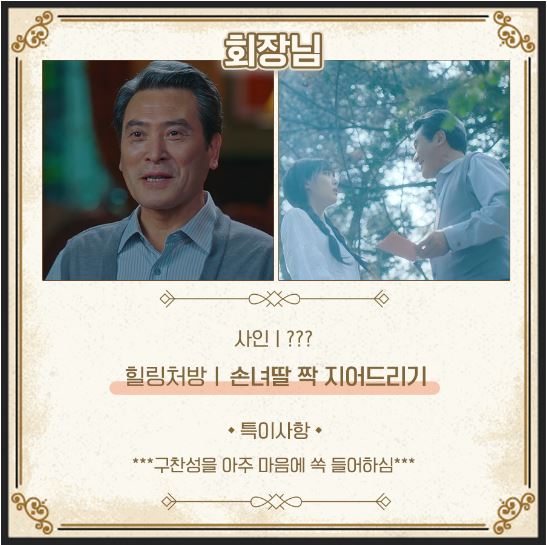 회장님
사인 | ???
힐링처방 | 손녀딸 짝 지어드리기
• 특이사항 •
***구찬성을 아주 마음에 쏙 들어하심***